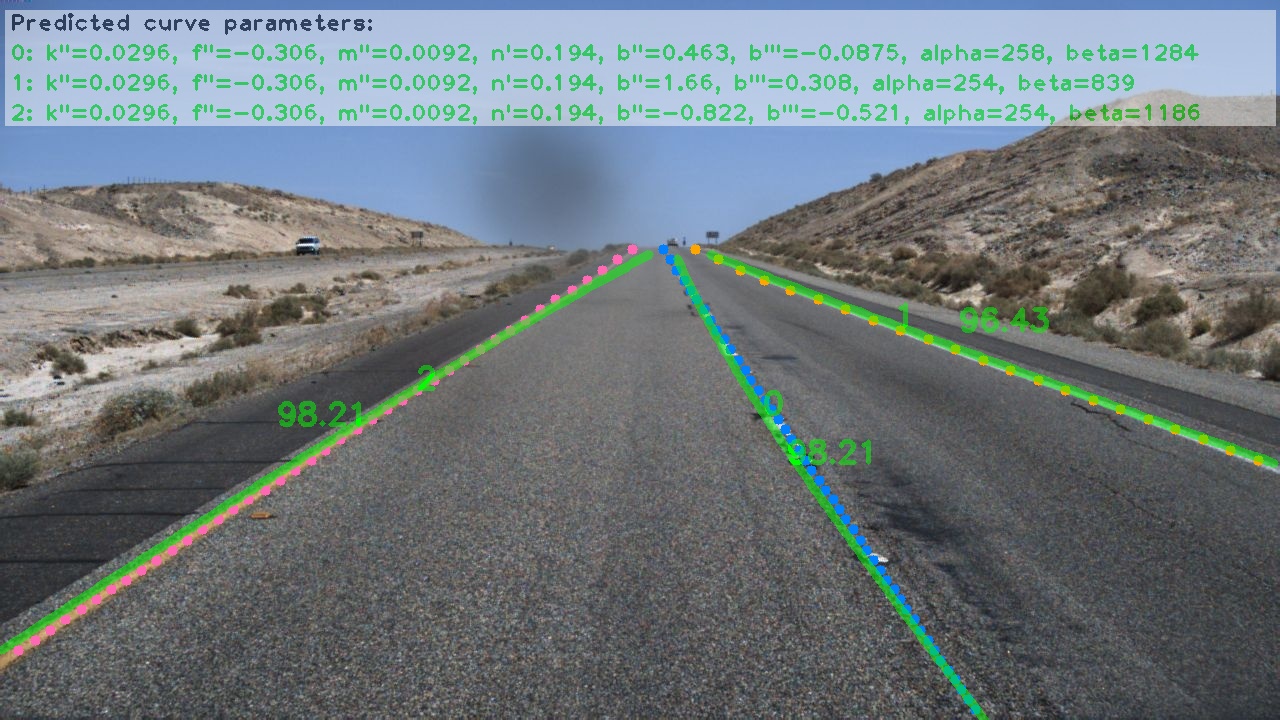 Predicted curve parameters:
0: k''=0.0296, f''=-0.306, m''=0.0092, n'=0.194, b''=0.463, b'''=-0.0875, alpha=258, beta=1284
1: k''=0.0296, f''=-0.306, m''=0.0092, n'=0.194, b''=1.66, b'''=0.308, alpha=254, beta=839
2: k''=0.0296, f''=-0.306, m''=0.0092, n'=0.194, b''=-0.822, b'''=-0.521, alpha=254, beta=1186
1 96.43
2
98.21
0
98.21